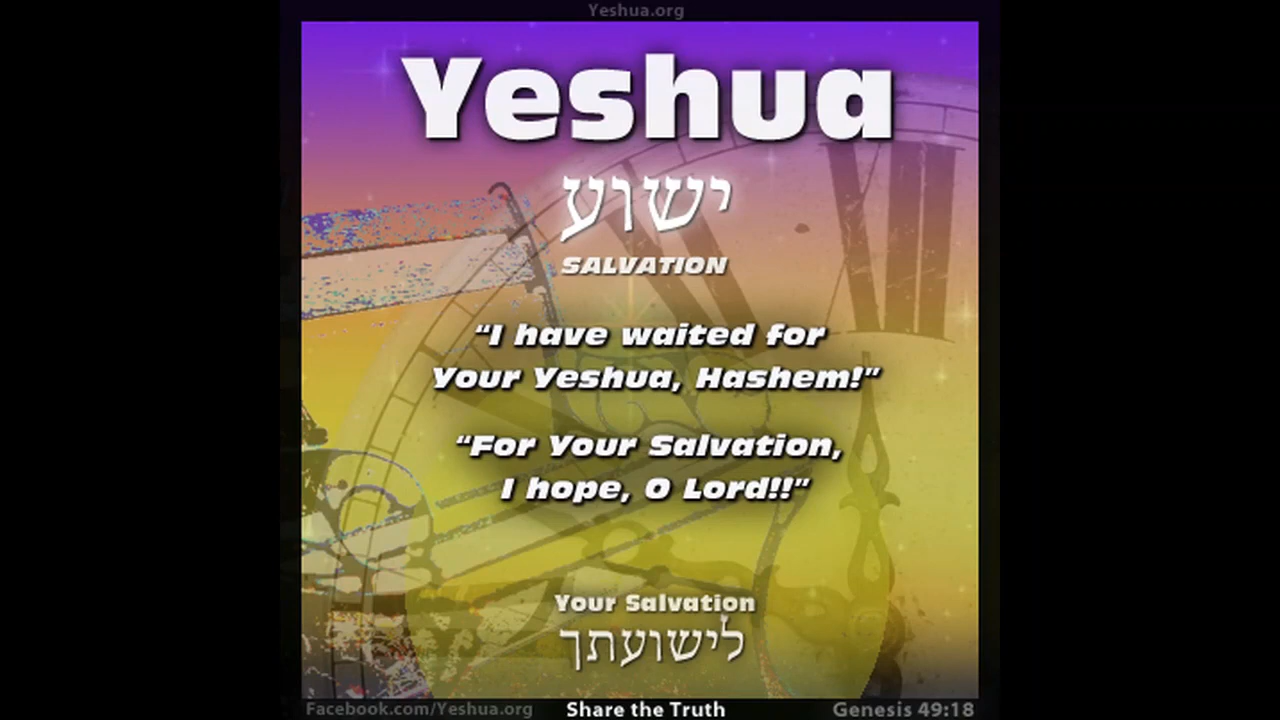 Yeshua.org
Yeshua
ישוע
SALVATION
“I have waited for
Your Yeshua, Hashem!”
“For Your Salvation,
I hope, O Lord!!”
Your Salvation
לישועתך
Facebook.com/Yeshua.org Share the Truth Genesis 49:18